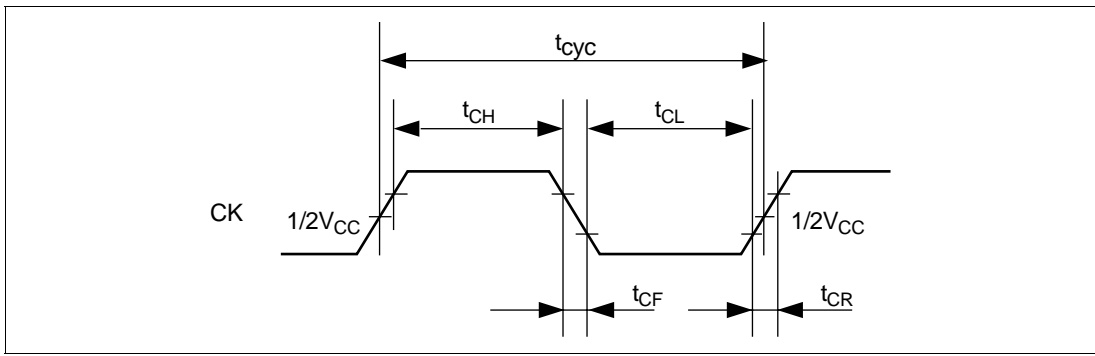 tcyc
tCH
tCL
CK
1/2VCC
1/2VCC
tCF
tCR